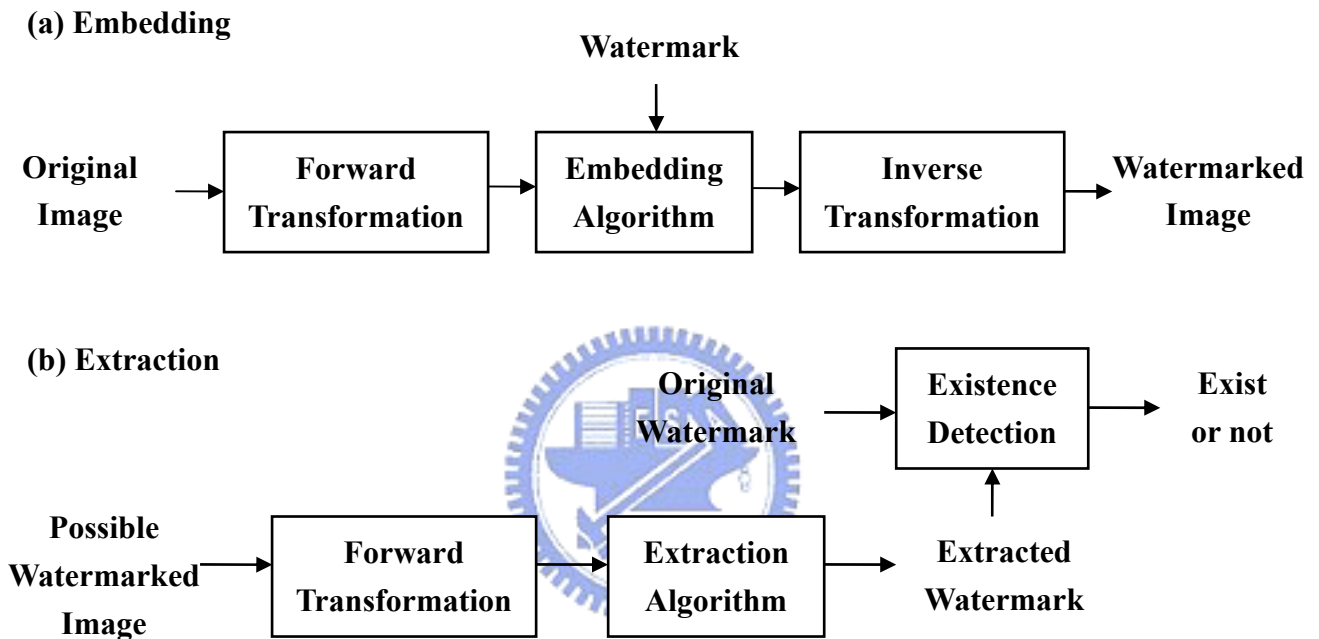 (a) Embedding
Watermark
Original
Image
Forward
Transformation
Embedding
Algorithm
Inverse
Transformation
Watermarked
Image
(b) Extraction
Original
Watermark
Existence
Detection
Exist
or not
Possible
Watermarked
Image
Forward
Transformation
Extraction
Algorithm
Extracted
Watermark